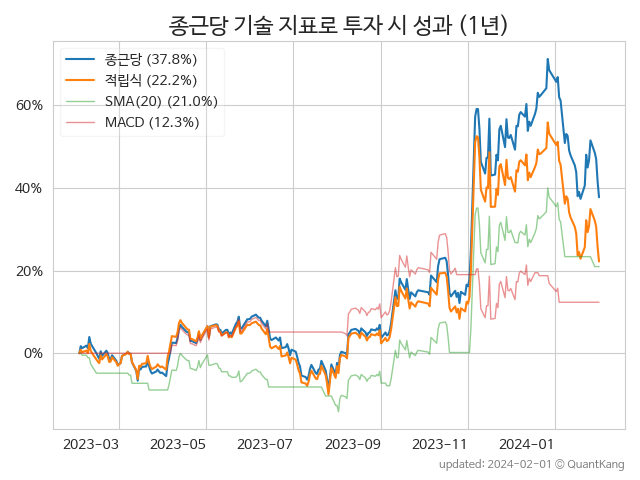 종근당 기술 지표로 투자 시 성과 (1년)
종근당 (37.8%)
적립식 (22.2%)
SMA(20) (21.0%)
MACD (12.3%)
60%
40%
20%
0%
2023-03 2023-05 2023-07 2023-09 2023-11 2024-01
updated: 2024-02-01 © QuantKang